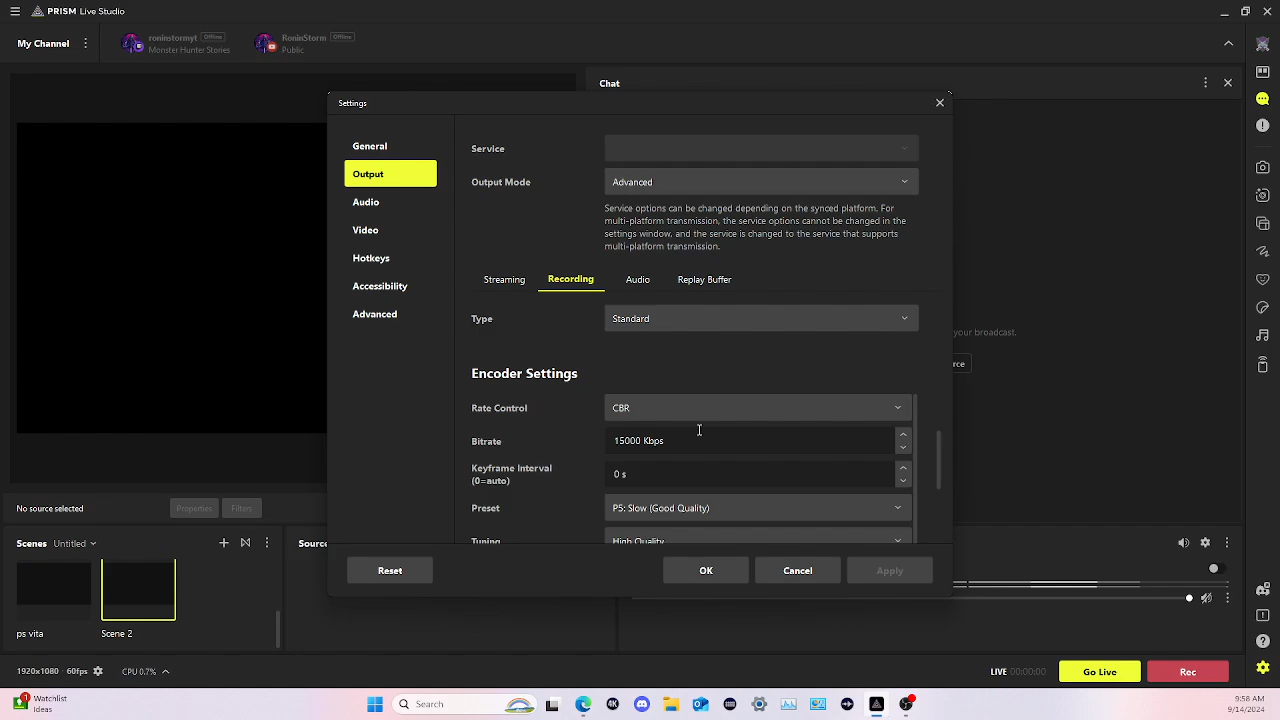 PRISM Live Studio
My Channel
roninstormyt Offline
Monster Hunter Stories
Ronin5torm Offline
Public
Chat
Settings
General
Output
Audio
Video
Hotkeys
Accessibility
Advanced
Service
Output Mode
Advanced
Service options can be changed depending on the synced platform. For
multi-platform transmission, the service options cannot be changed in the
settings window, and the service is changed to the service that supports
multi-platform transmission.
Streaming
Recording
Audio
Replay Buffer
Type
Standard
Encoder Settings
Rate Control
CBR
Bitrate
15000 Kbps
Keyframe Interval
(0=auto)
0 s
Preset
P5: Slow (Good Quality)
Tuning
High Quality
Reset
OK
Cancel
Apply
your broadcast.
rce
No source selected
Properties
Filters
Scenes
Untitled
Sourc
ps vita
Scene 2
1920x1080 - 60fps
CPU 0.7%
LIVE 00:00:00
Go Live
Rec
1
Watchlist
Ideas
Search
4K
9:58 AM
9/14/2024